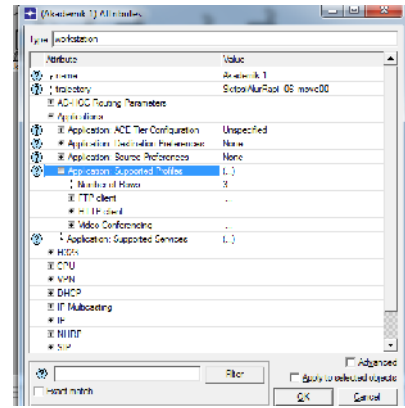 (Akademik 1) Attributes
Type: workstation
Attribute Value
name Akademik 1
trajectory
AD-HOC Routing Parameters
Applications
Application: ACE Tier Configuration Unspecified
Application: Destination Preferences None
Application: Source Preferences None
Application: Supported Profiles (...)
Number of Rows 3
FTP client ...
HTTP client
Video Conferencing ...
Application: Supported Services (...)
H323
CPU
VPN
DHCP
IP Multicasting
IP
NHRP
SIP
Advanced
Filter
Apply to selected objects
Exact match
OK Cancel